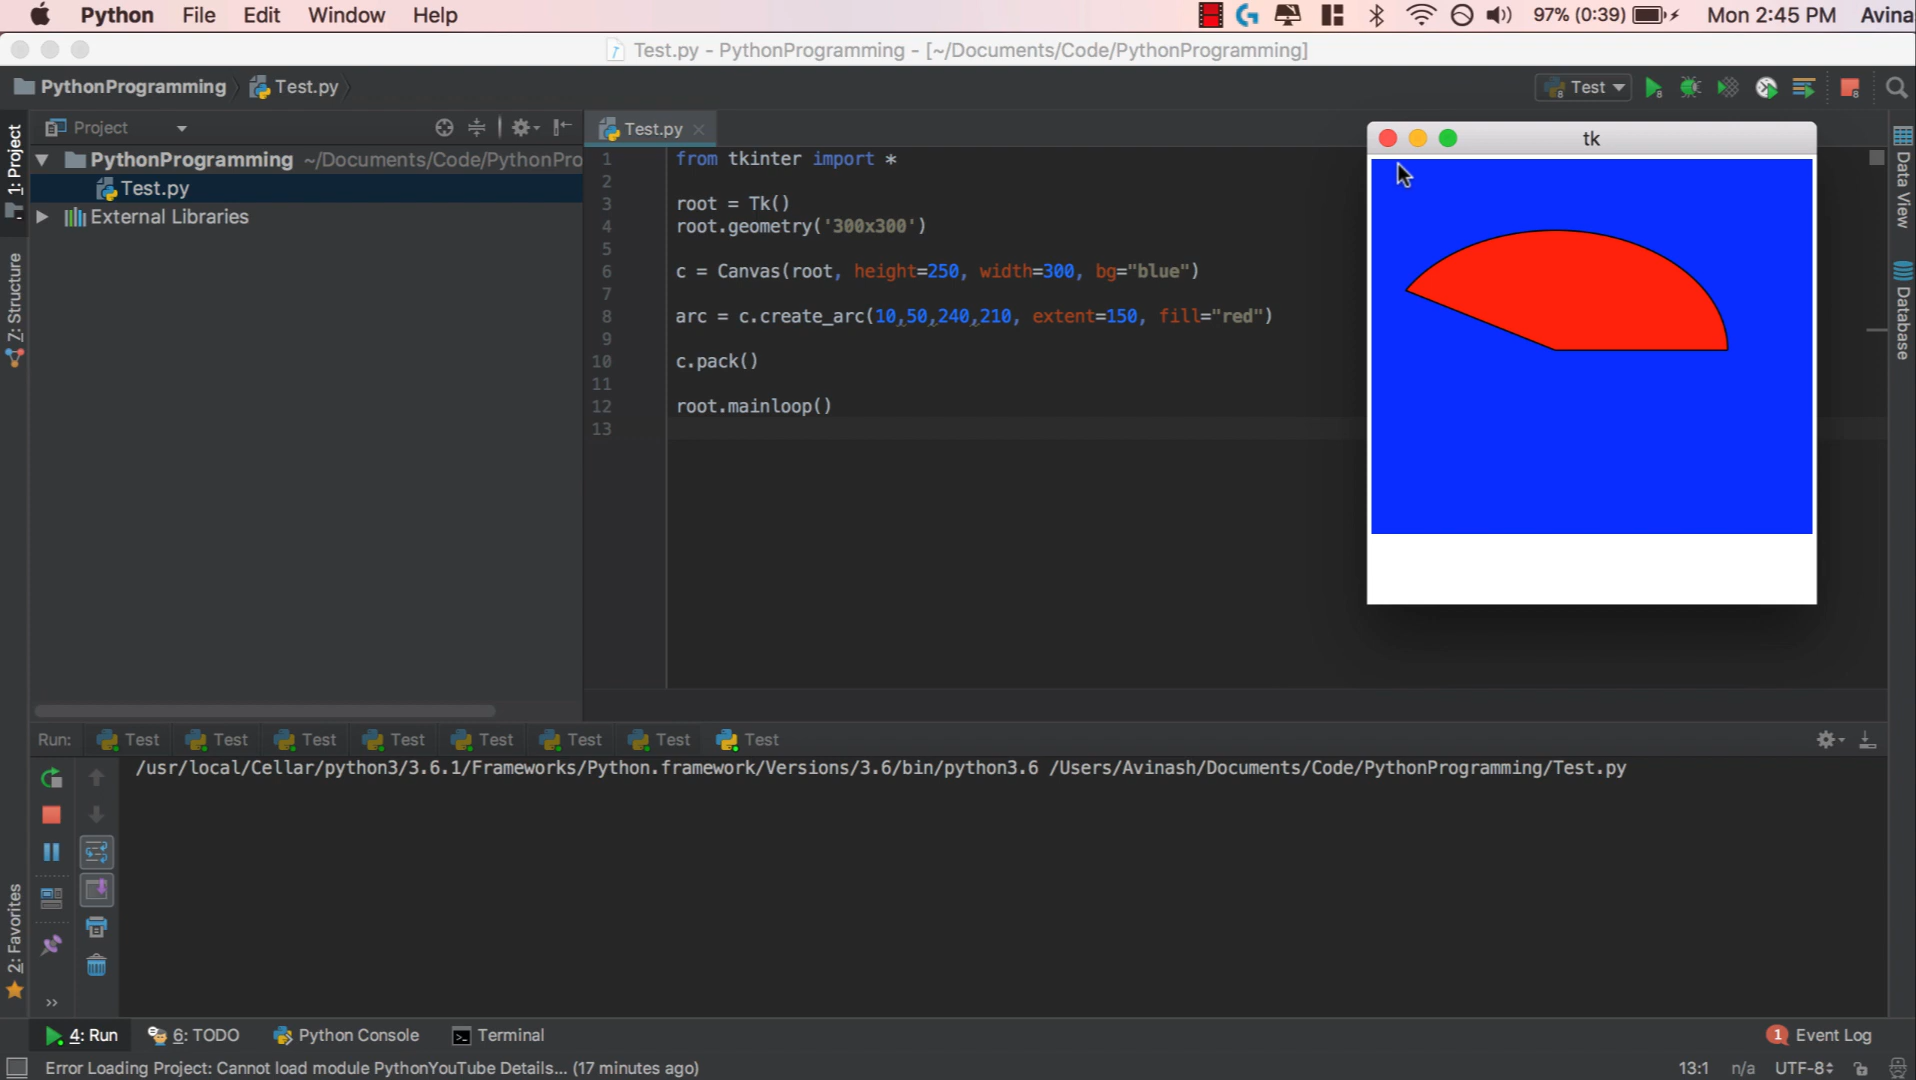 Python File Edit Window Help 97% (0:39) Mon 2:45 PM Avina
Test.py - PythonProgramming - [~/Documents/Code/PythonProgramming]
PythonProgramming Test.py Test
Project
Test.py
tk
PythonProgramming ~/Documents/Code/PythonPro
Test.py
External Libraries
1: Project
Z: Structure
2: Favorites
1 from tkinter import *
2
3 root = Tk()
4 root.geometry('300x300')
5
6 c = Canvas(root, height=250, width=300, bg="blue")
7
8 arc = c.create_arc(10,50,240,210, extent=150, fill="red")
9
10 c.pack()
11
12 root.mainloop()
13
Data View
Database
Run: Test Test Test Test Test Test Test Test
/usr/local/Cellar/python3/3.6.1/Frameworks/Python.framework/Versions/3.6/bin/python3.6 /Users/Avinash/Documents/Code/PythonProgramming/Test.py
4: Run 6: TODO Python Console Terminal 1 Event Log
Error Loading Project: Cannot load module PythonYouTube Details... (17 minutes ago) 13:1 n/a UTF-8